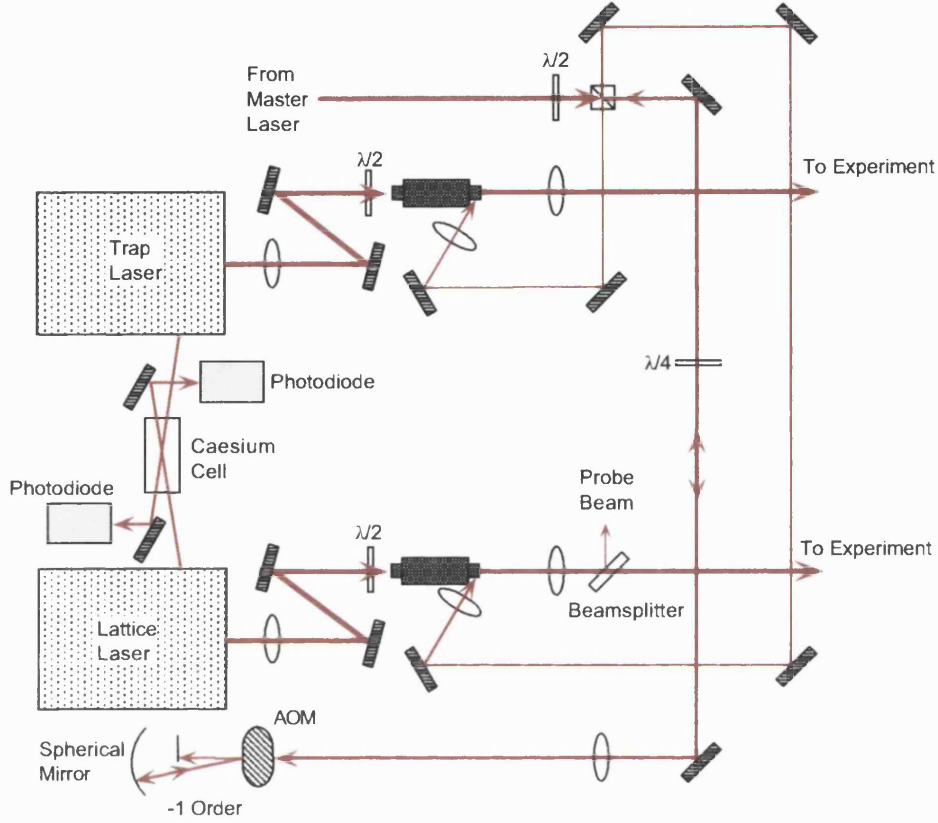 λ/2
From
Master
Laser
λ/2
To Experiment
Trap
Laser
λ/4
Photodiode
Caesium
Cell
Photodiode
Probe
Beam
λ/2
To Experiment
Beamsplitter
Lattice
Laser
AOM
Spherical
Mirror
-1 Order